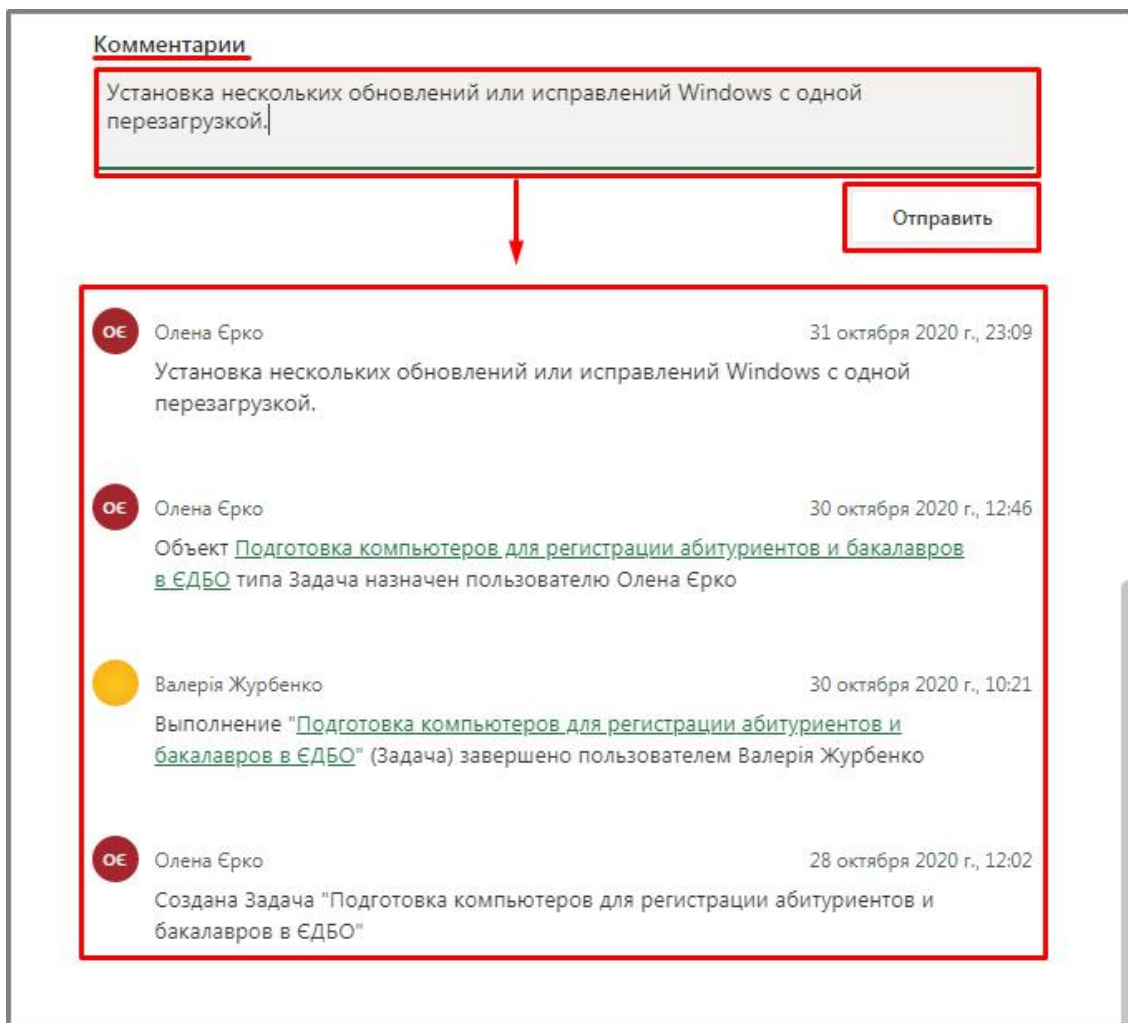 Комментарии
Установка нескольких обновлений или исправлений Windows с одной
перезагрузкой.
Отправить
ОЄ Олена Єрко 31 октября 2020 г., 23:09
Установка нескольких обновлений или исправлений Windows с одной
перезагрузкой.
ОЄ Олена Єрко 30 октября 2020 г., 12:46
Объект Подготовка компьютеров для регистрации абитуриентов и бакалавров
в ЄДБО типа Задача назначен пользователю Олена Єрко
Валерія Журбенко 30 октября 2020 г., 10:21
Выполнение "Подготовка компьютеров для регистрации абитуриентов и
бакалавров в ЄДБО" (Задача) завершено пользователем Валерія Журбенко
ОЄ Олена Єрко 28 октября 2020 г., 12:02
Создана Задача "Подготовка компьютеров для регистрации абитуриентов и
бакалавров в ЄДБО"